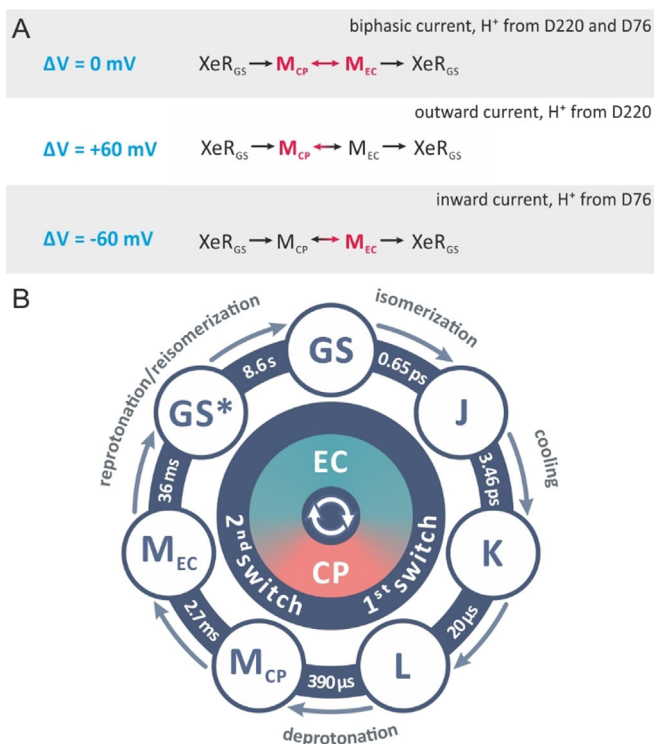 A
biphasic current, H⁺ from D220 and D76
ΔV = 0 mV XeR_GS → M_CP ↔ M_EC → XeR_GS
outward current, H⁺ from D220
ΔV = +60 mV XeR_GS → M_CP ↔ M_EC → XeR_GS
inward current, H⁺ from D76
ΔV = -60 mV XeR_GS → M_CP ↔ M_EC → XeR_GS
B
isomerization
reprotonation/reisomerization
GS
8.6 s
0.65 ps
GS*
J
cooling
EC
36 ms
3.46 ps
M_EC
K
CP
2nd switch
1st switch
2.7 ms
20 µs
M_CP
L
390 µs
deprotonation